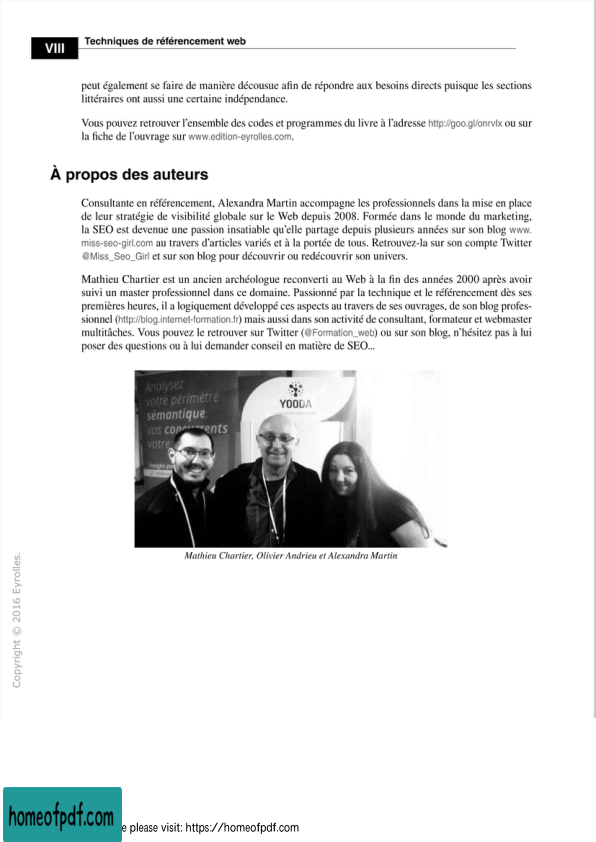 VIII
Techniques de référencement web
peut également se faire de manière décousue afin de répondre aux besoins directs puisque les sections
littéraires ont aussi une certaine indépendance.
Vous pouvez retrouver l'ensemble des codes et programmes du livre à l'adresse http://goo.gl/onrvlx ou sur
la fiche de l'ouvrage sur www.edition-eyrolles.com.
À propos des auteurs
Consultante en référencement, Alexandra Martin accompagne les professionnels dans la mise en place
de leur stratégie de visibilité globale sur le Web depuis 2008. Formée dans le monde du marketing,
la SEO est devenue une passion insatiable qu'elle partage depuis plusieurs années sur son blog www.
miss-seo-girl.com au travers d'articles variés et à la portée de tous. Retrouvez-la sur son compte Twitter
@Miss_Seo_Girl et sur son blog pour découvrir ou redécouvrir son univers.
Mathieu Chartier est un ancien archéologue reconverti au Web à la fin des années 2000 après avoir
suivi un master professionnel dans ce domaine. Passionné par la technique et le référencement dès ses
premières heures, il a logiquement développé ces aspects au travers de ses ouvrages, de son blog profes-
sionnel (http://blog.internet-formation.fr) mais aussi dans son activité de consultant, formateur et webmaster
multitâches. Vous pouvez le retrouver sur Twitter (@Formation_web) ou sur son blog, n'hésitez pas à lui
poser des questions ou à lui demander conseil en matière de SEO...
Analysez
votre périmètre
sémantique,
vos concurrents
votre
YOODA
Mathieu Chartier, Olivier Andrieu et Alexandra Martin
Copyright © 2016 Eyrolles.
homeofpdf.com
e please visit: https://homeofpdf.com